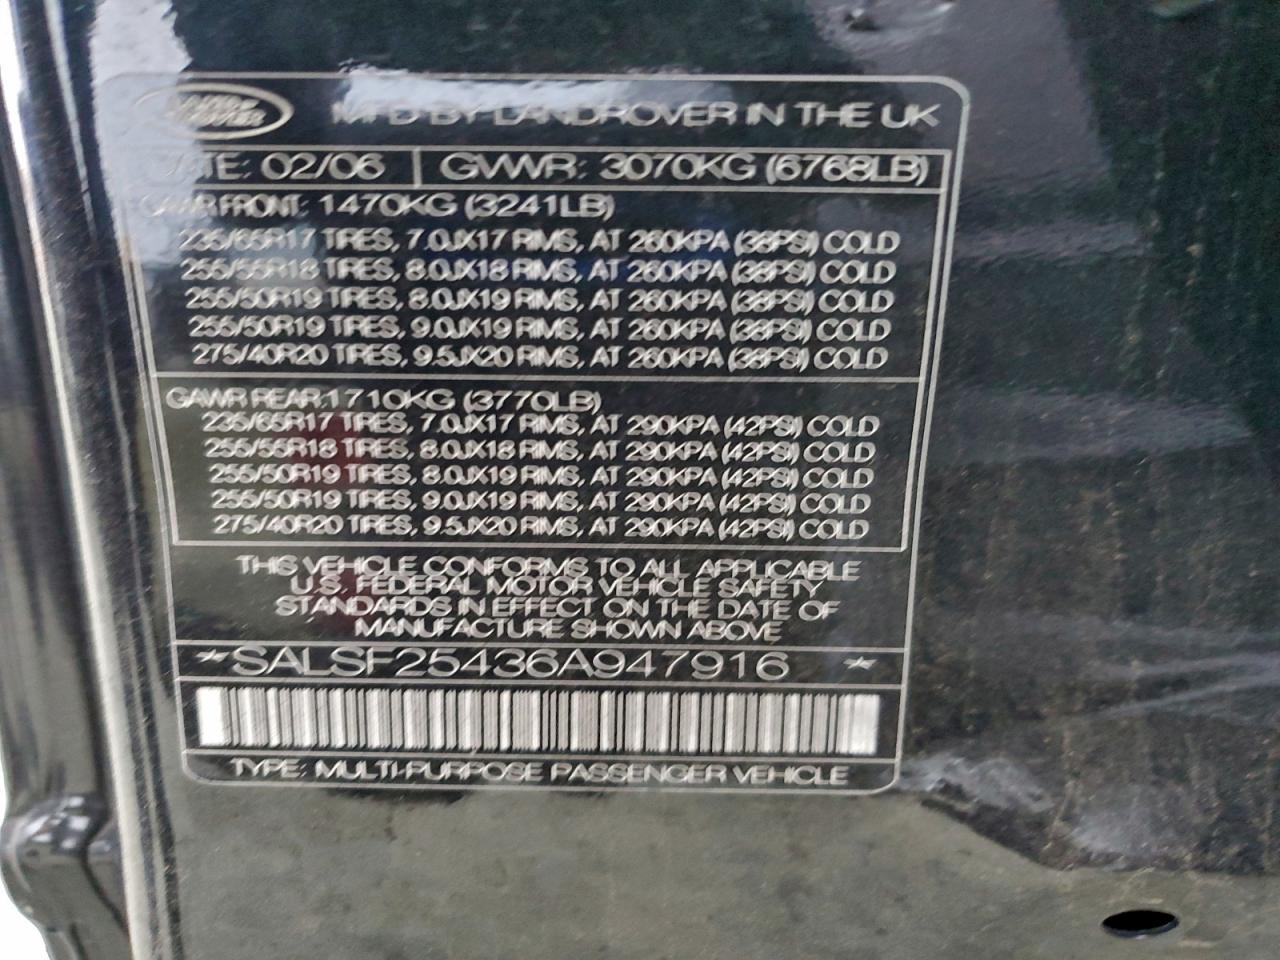 LAND ROVER
MFD BY LANDROVER IN THE UK
DATE: 02/06 GVWR: 3070KG (6768LB)
GAWR FRONT: 1470KG (3241LB)
235/65R17 TIRES, 7.0JX17 RIMS, AT 260KPA (38PSI) COLD
255/55R18 TIRES, 8.0JX18 RIMS, AT 260KPA (38PSI) COLD
255/50R19 TIRES, 8.0JX19 RIMS, AT 260KPA (38PSI) COLD
255/50R19 TIRES, 9.0JX19 RIMS, AT 260KPA (38PSI) COLD
275/40R20 TIRES, 9.5JX20 RIMS, AT 260KPA (38PSI) COLD
GAWR REAR: 1710KG (3770LB)
235/65R17 TIRES, 7.0JX17 RIMS, AT 290KPA (42PSI) COLD
255/55R18 TIRES, 8.0JX18 RIMS, AT 290KPA (42PSI) COLD
255/50R19 TIRES, 8.0JX19 RIMS, AT 290KPA (42PSI) COLD
255/50R19 TIRES, 9.0JX19 RIMS, AT 290KPA (42PSI) COLD
275/40R20 TIRES, 9.5JX20 RIMS, AT 290KPA (42PSI) COLD
THIS VEHICLE CONFORMS TO ALL APPLICABLE
U.S. FEDERAL MOTOR VEHICLE SAFETY
STANDARDS IN EFFECT ON THE DATE OF
MANUFACTURE SHOWN ABOVE
*SALSF25436A947916 *
TYPE: MULTI-PURPOSE PASSENGER VEHICLE